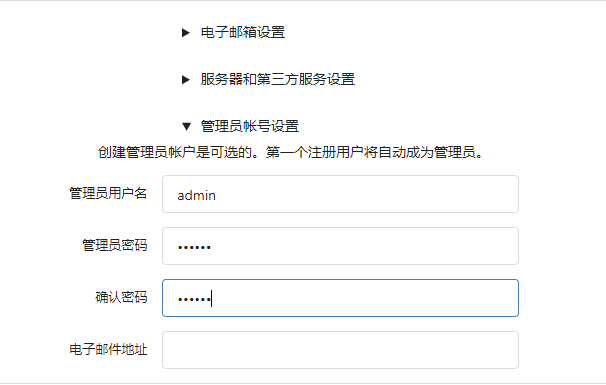 电子邮箱设置
服务器和第三方服务设置
管理员帐号设置
创建管理员帐户是可选的。第一个注册用户将自动成为管理员。
管理员用户名 admin
管理员密码 ••••••
确认密码 ••••••
电子邮件地址